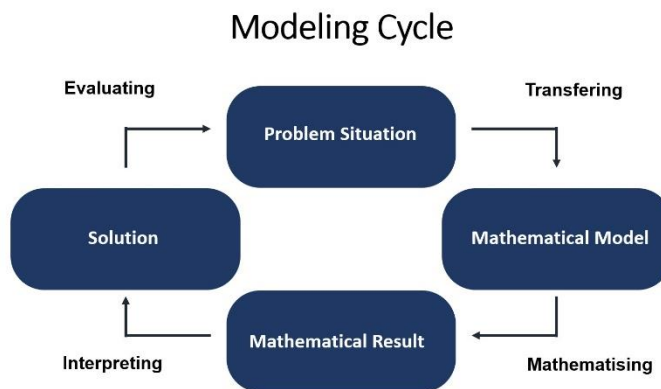 Modeling Cycle
Evaluating
Transfering
Problem Situation
Solution
Mathematical Model
Mathematical Result
Interpreting
Mathematising